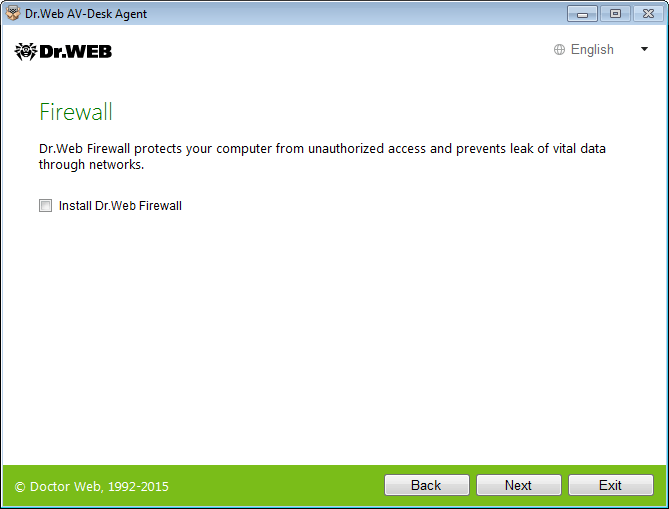 Dr.Web AV-Desk Agent
Dr.WEB
English
Firewall
Dr.Web Firewall protects your computer from unauthorized access and prevents leak of vital data
through networks.
Install Dr.Web Firewall
© Doctor Web, 1992-2015
Back
Next
Exit